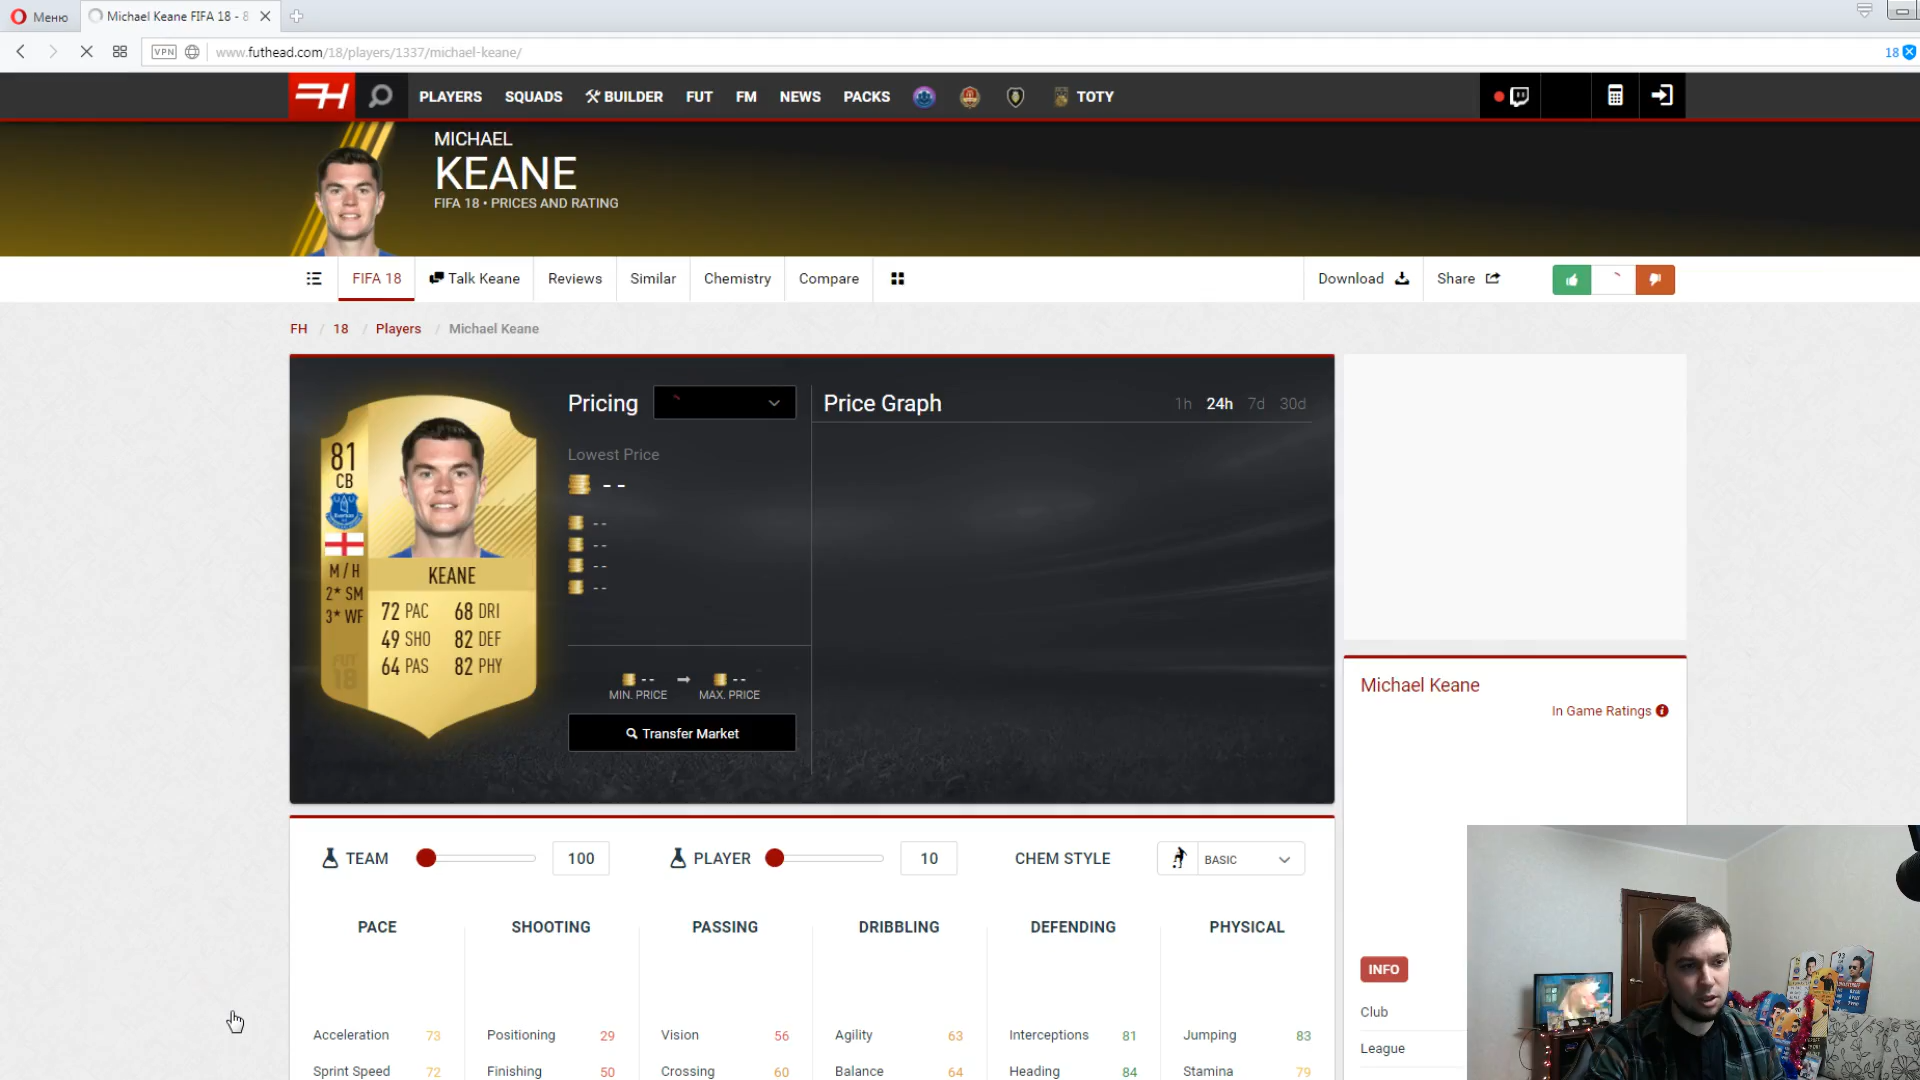 Меню
Michael Keane FIFA 18 - 8
VPN
www.futhead.com/18/players/1337/michael-keane/
18
FH
PLAYERS
SQUADS
BUILDER
FUT
FM
NEWS
PACKS
TOTY
MICHAEL
KEANE
FIFA 18 • PRICES AND RATING
FIFA 18
Talk Keane
Reviews
Similar
Chemistry
Compare
Download
Share
FH / 18 / Players / Michael Keane
81
CB
M / H
2* SM
3* WF
FUT
18
KEANE
72 PAC 68 DRI
49 SHO 82 DEF
64 PAS 82 PHY
Pricing
Lowest Price
- -
--
--
--
--
-- --
MIN. PRICE MAX. PRICE
Transfer Market
Price Graph
1h 24h 7d 30d
Michael Keane
In Game Ratings
INFO
Club
League
TEAM 100
PLAYER 10
CHEM STYLE BASIC
PACE SHOOTING PASSING DRIBBLING DEFENDING PHYSICAL
Acceleration 73 Positioning 29 Vision 56 Agility 63 Interceptions 81 Jumping 83
Sprint Speed 72 Finishing 50 Crossing 60 Balance 64 Heading 84 Stamina 79